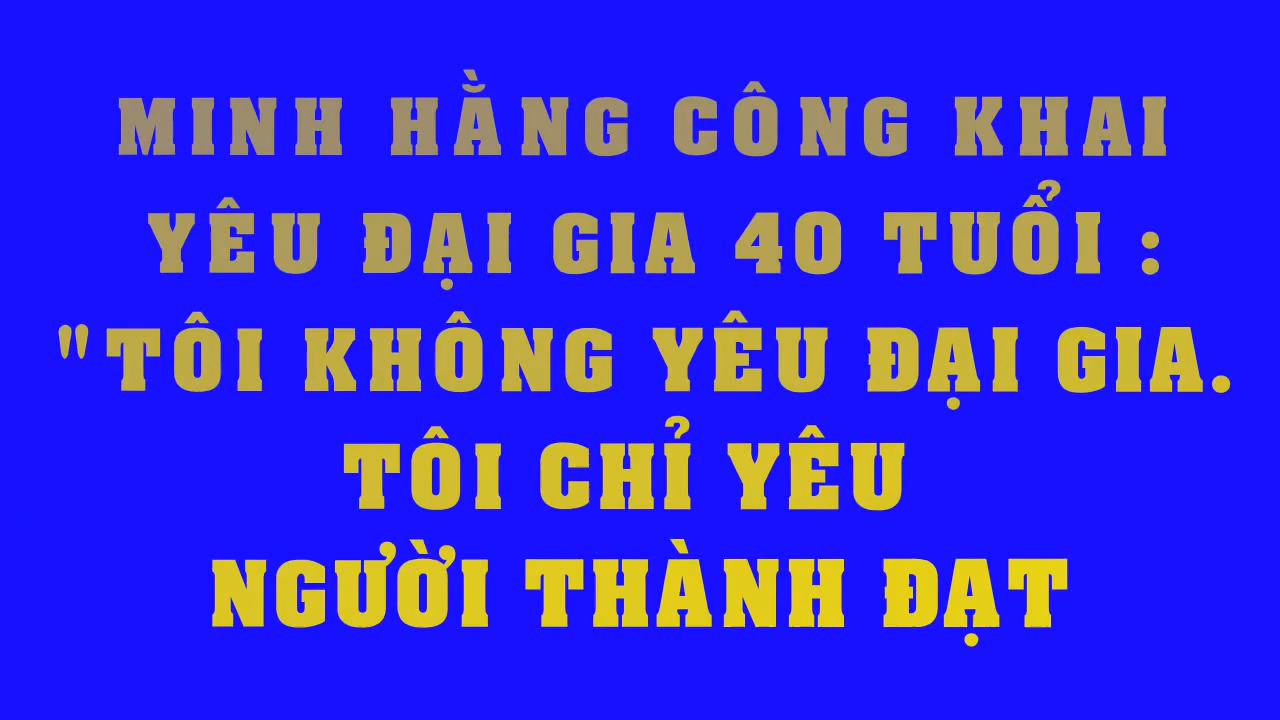 MINH HẰNG CÔNG KHAI
YÊU ĐẠI GIA 40 TUỔI :
"TÔI KHÔNG YÊU ĐẠI GIA.
TÔI CHỈ YÊU
NGƯỜI THÀNH ĐẠT